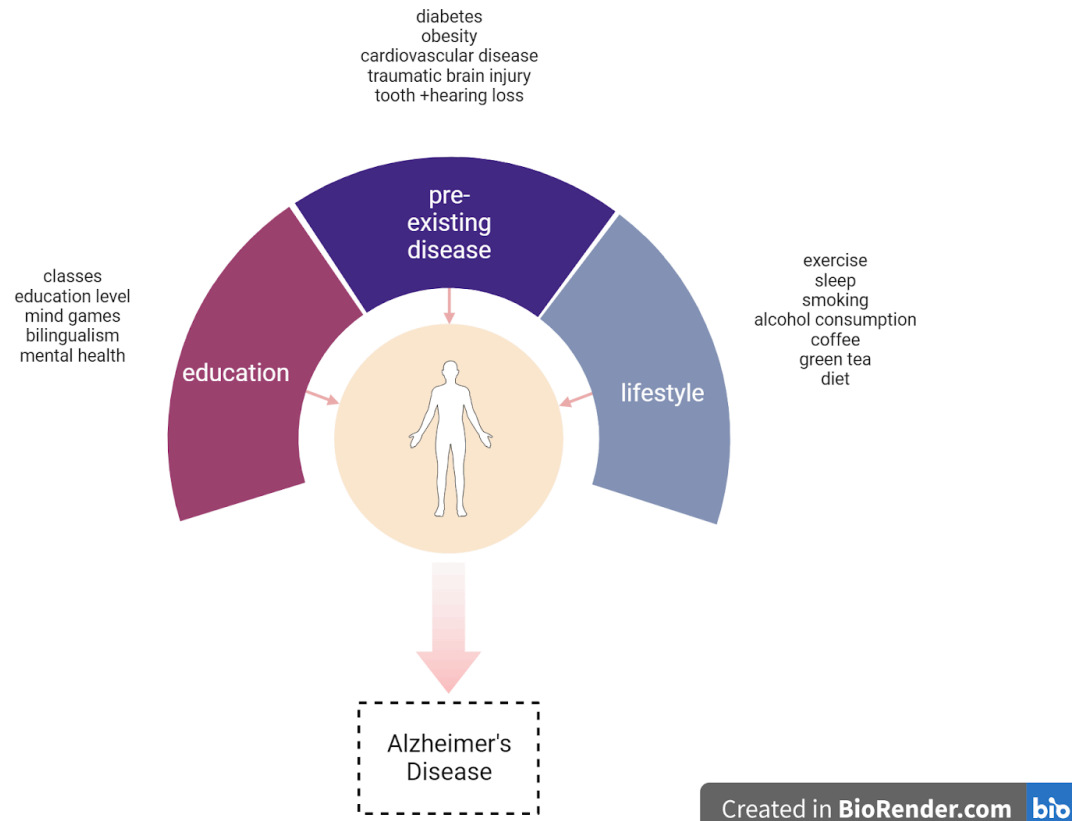 diabetes
obesity
cardiovascular disease
traumatic brain injury
tooth +hearing loss
pre-
existing
disease
classes
education level
mind games
bilingualism
mental health
education
exercise
sleep
smoking
alcohol consumption
coffee
green tea
diet
lifestyle
Alzheimer's
Disease
Created in BioRender.com bio